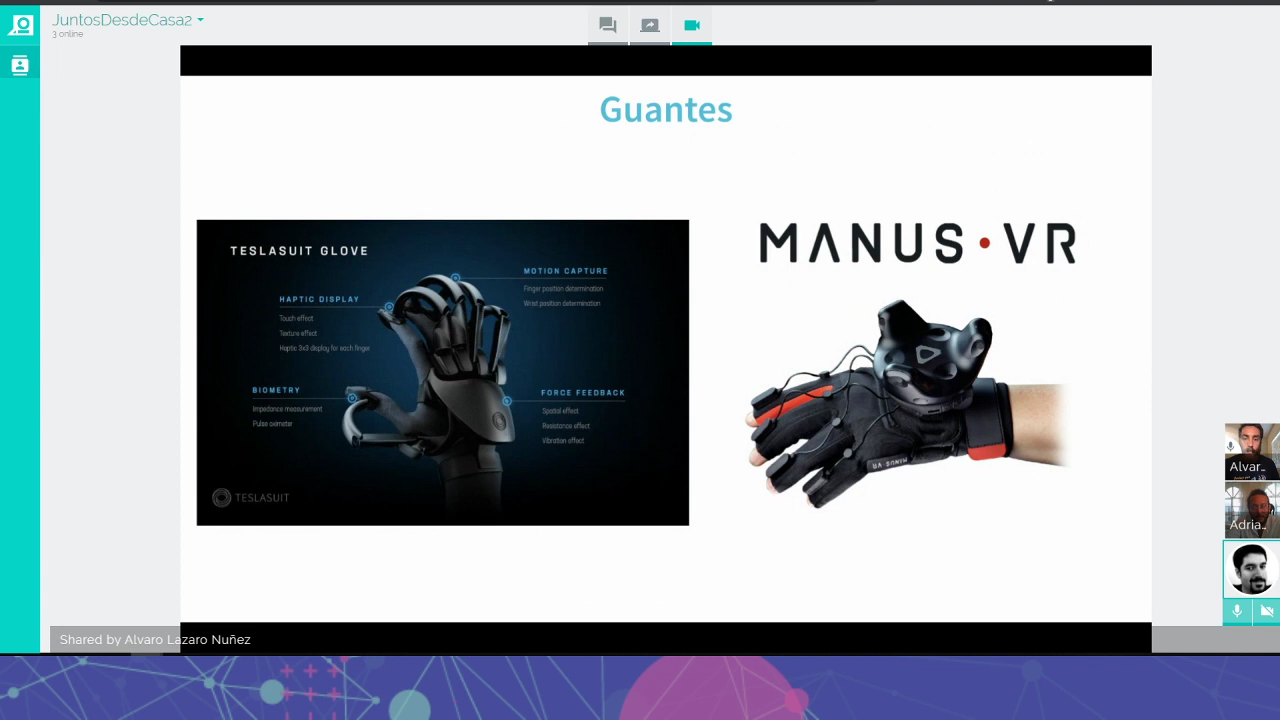 JuntosDesdeCasa2
3 online
Guantes
TESLASUIT GLOVE
HAPTIC DISPLAY
Touch effect
Texture effect
Haptic 3x3 display for each finger
MOTION CAPTURE
Finger position determination
Wrist position determination
BIOMETRY
Impedance measurement
Pulse oximeter
FORCE FEEDBACK
Spatial effect
Resistance effect
Vibration effect
TESLASUIT
MANUS·VR
MANUS VR
Alvar...
Adria...
Shared by Alvaro Lazaro Nuñez